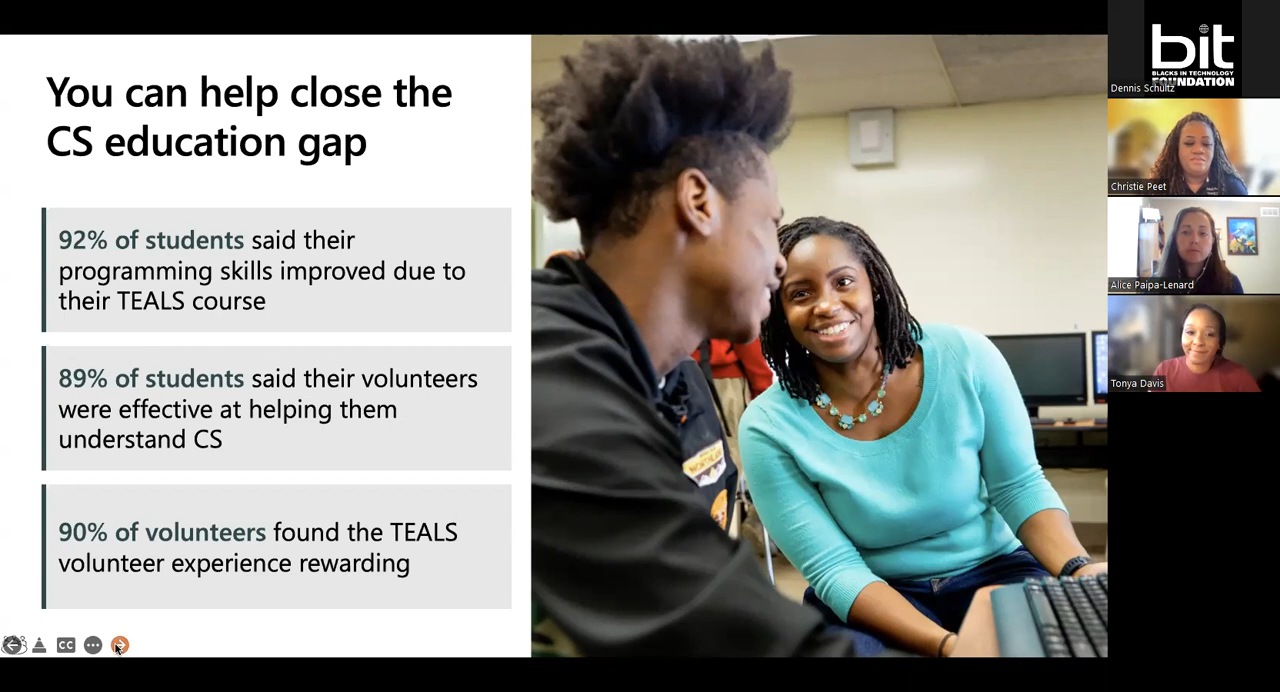 You can help close the
CS education gap
92% of students said their
programming skills improved due to
their TEALS course
89% of students said their volunteers
were effective at helping them
understand CS
90% of volunteers found the TEALS
volunteer experience rewarding
CC
bit
BLACKS IN TECHNOLOGY
FOUNDATION
Dennis Schultz
Christie Peet
Alice Paipa-Lenard
Tonya Davis